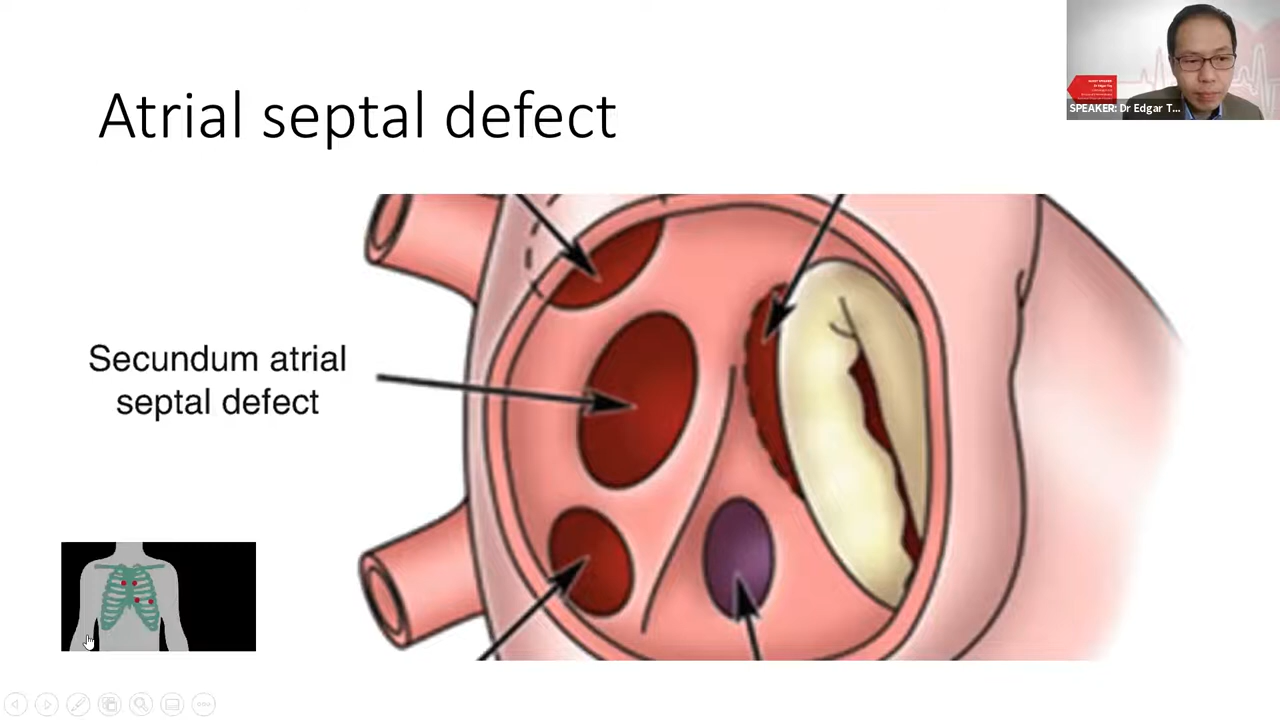 Atrial septal defect
SPEAKER: Dr Edgar T...
Secundum atrial
septal defect